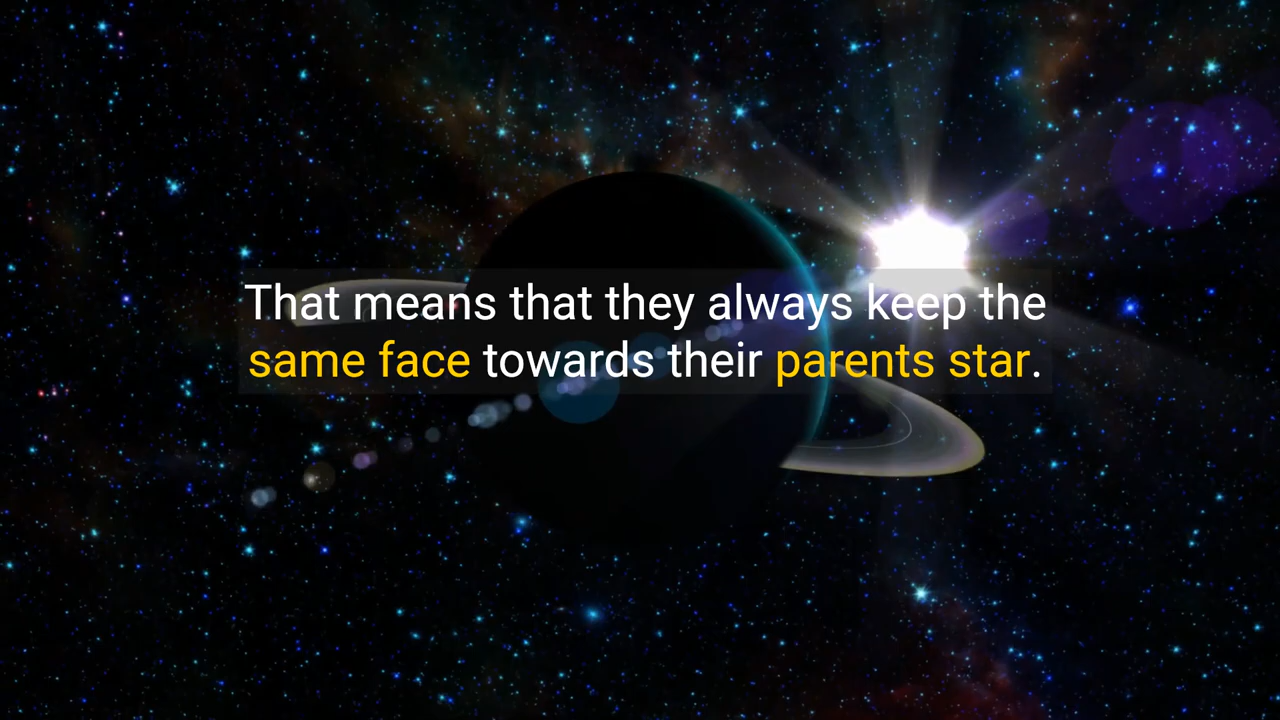 That means that they always keep the
same face towards their parents star.